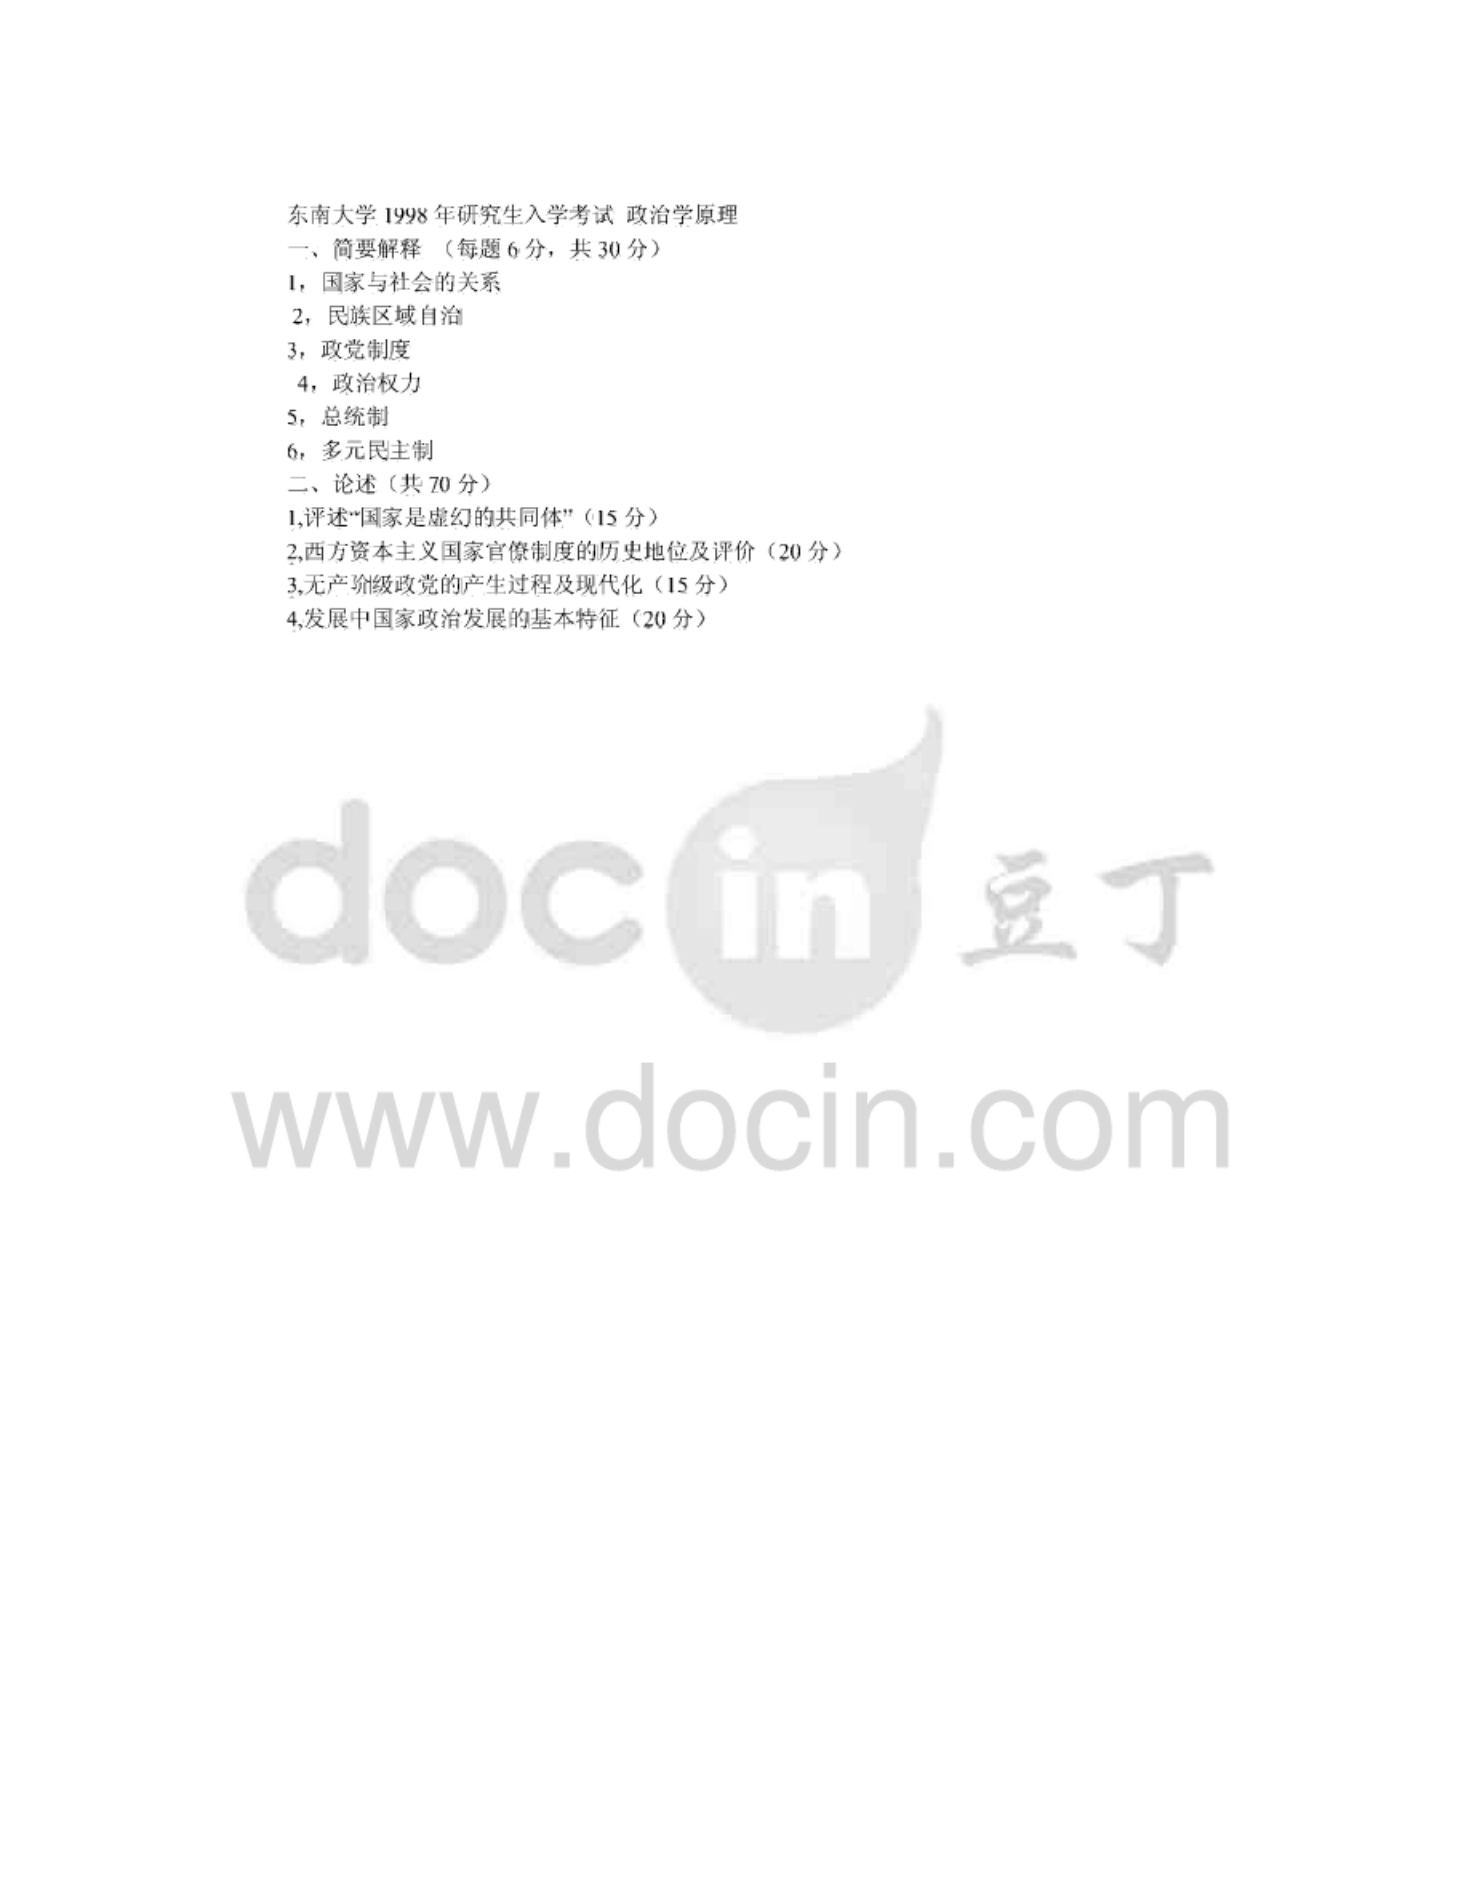 东南大学 1998 年研究生入学考试  政治学原理
一、简要解释  （每题 6 分，共 30 分）
1，国家与社会的关系
2，民族区域自治
3，政党制度
4，政治权力
5，总统制
6，多元民主制
二、论述（共 70 分）
1,评述“国家是虚幻的共同体”（15 分）
2,西方资本主义国家官僚制度的历史地位及评价（20 分）
3,无产阶级政党的产生过程及现代化（15 分）
4,发展中国家政治发展的基本特征（20 分）
docin 豆丁
www.docin.com